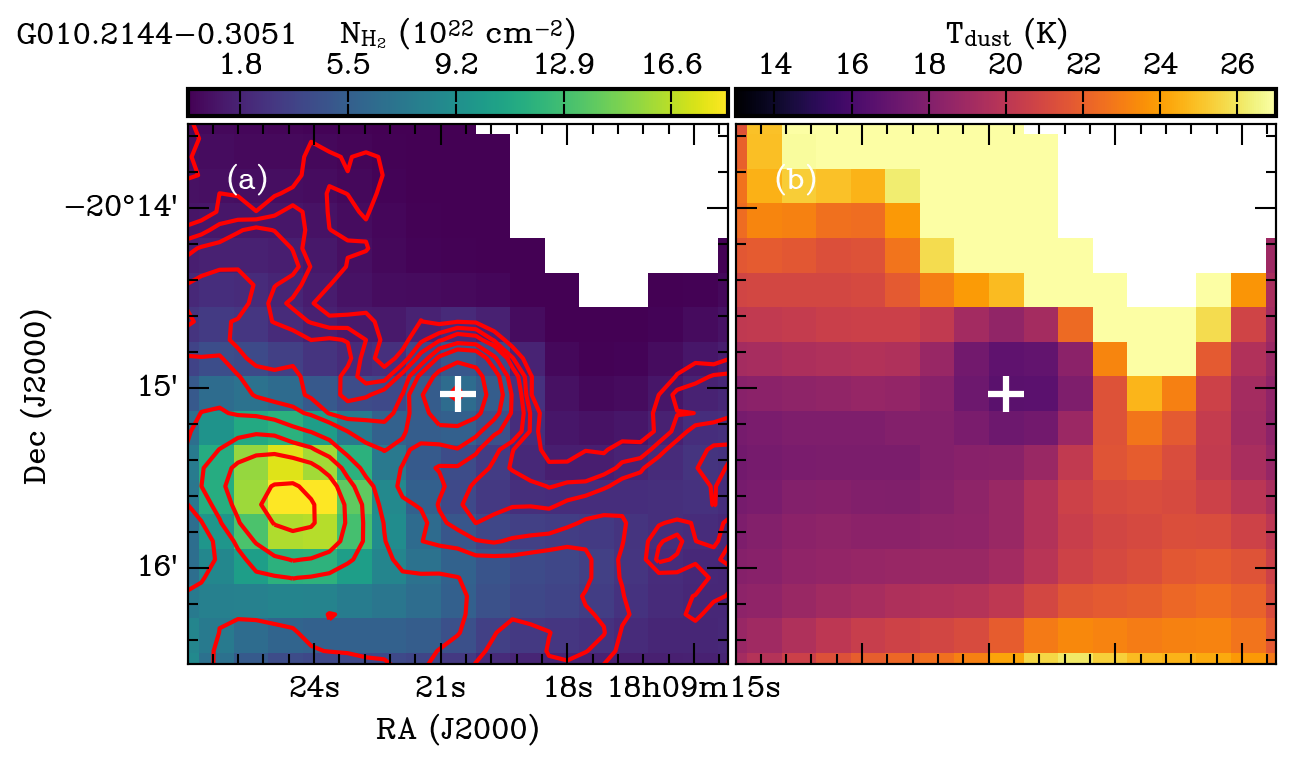 G010.2144−0.3051 N_H₂ (10²² cm⁻²) T_dust (K)
1.8 5.5 9.2 12.9 16.6 14 16 18 20 22 24 26
(a) (b)
−20°14'
15'
16'
Dec (J2000)
24s 21s 18s 18h09m15s
RA (J2000)